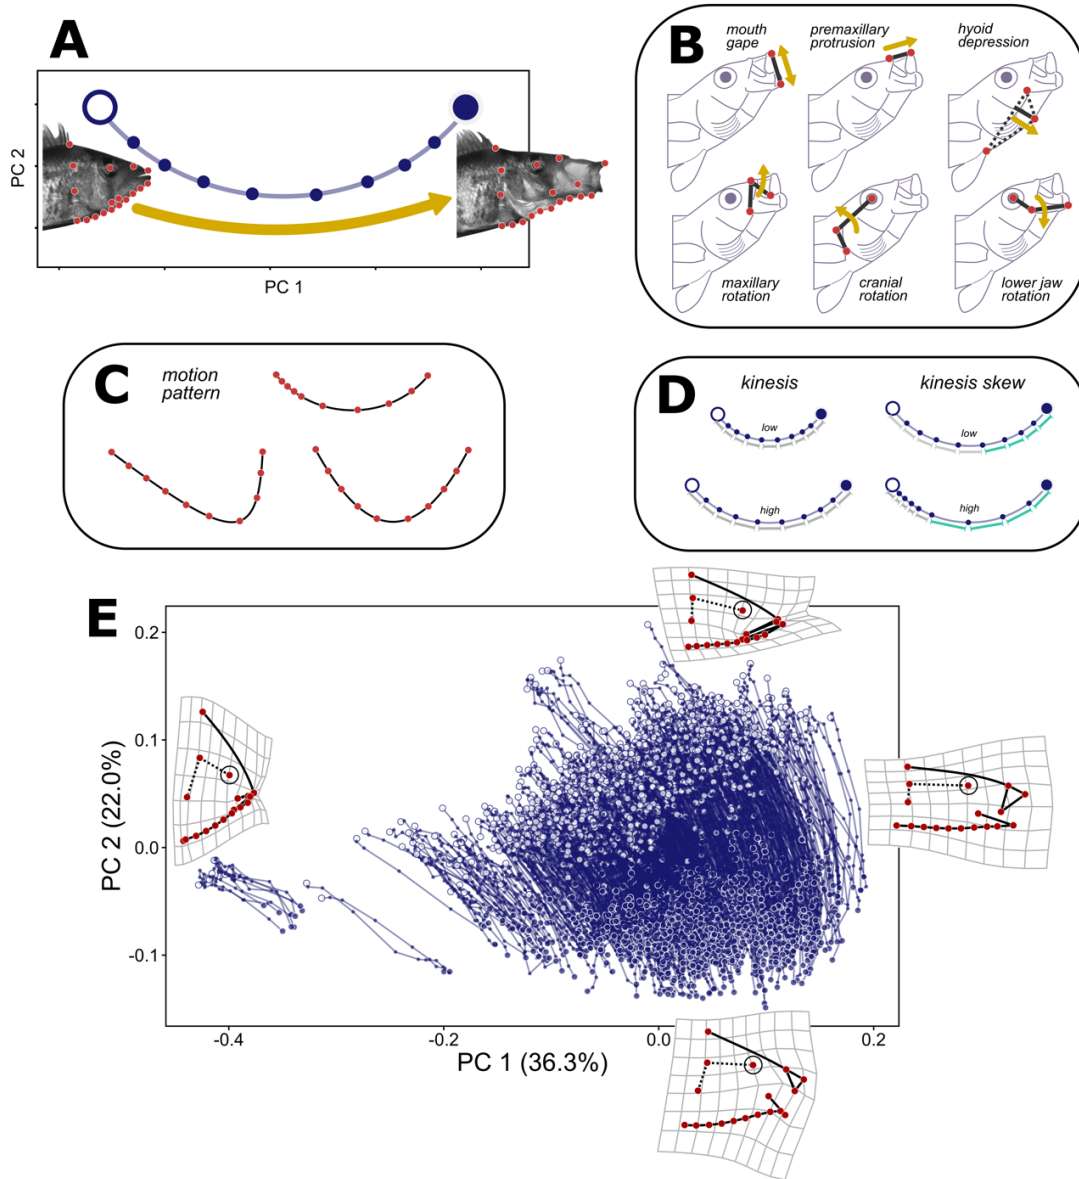 A
PC 2
PC 1
B
mouth
gape
premaxillary
protrusion
hyoid
depression
maxillary
rotation
cranial
rotation
lower jaw
rotation
C
motion
pattern
D
kinesis
kinesis skew
low
low
high
high
E
0.2
0.1
0.0
-0.1
PC 2 (22.0%)
-0.4
-0.2
0.0
0.2
PC 1 (36.3%)